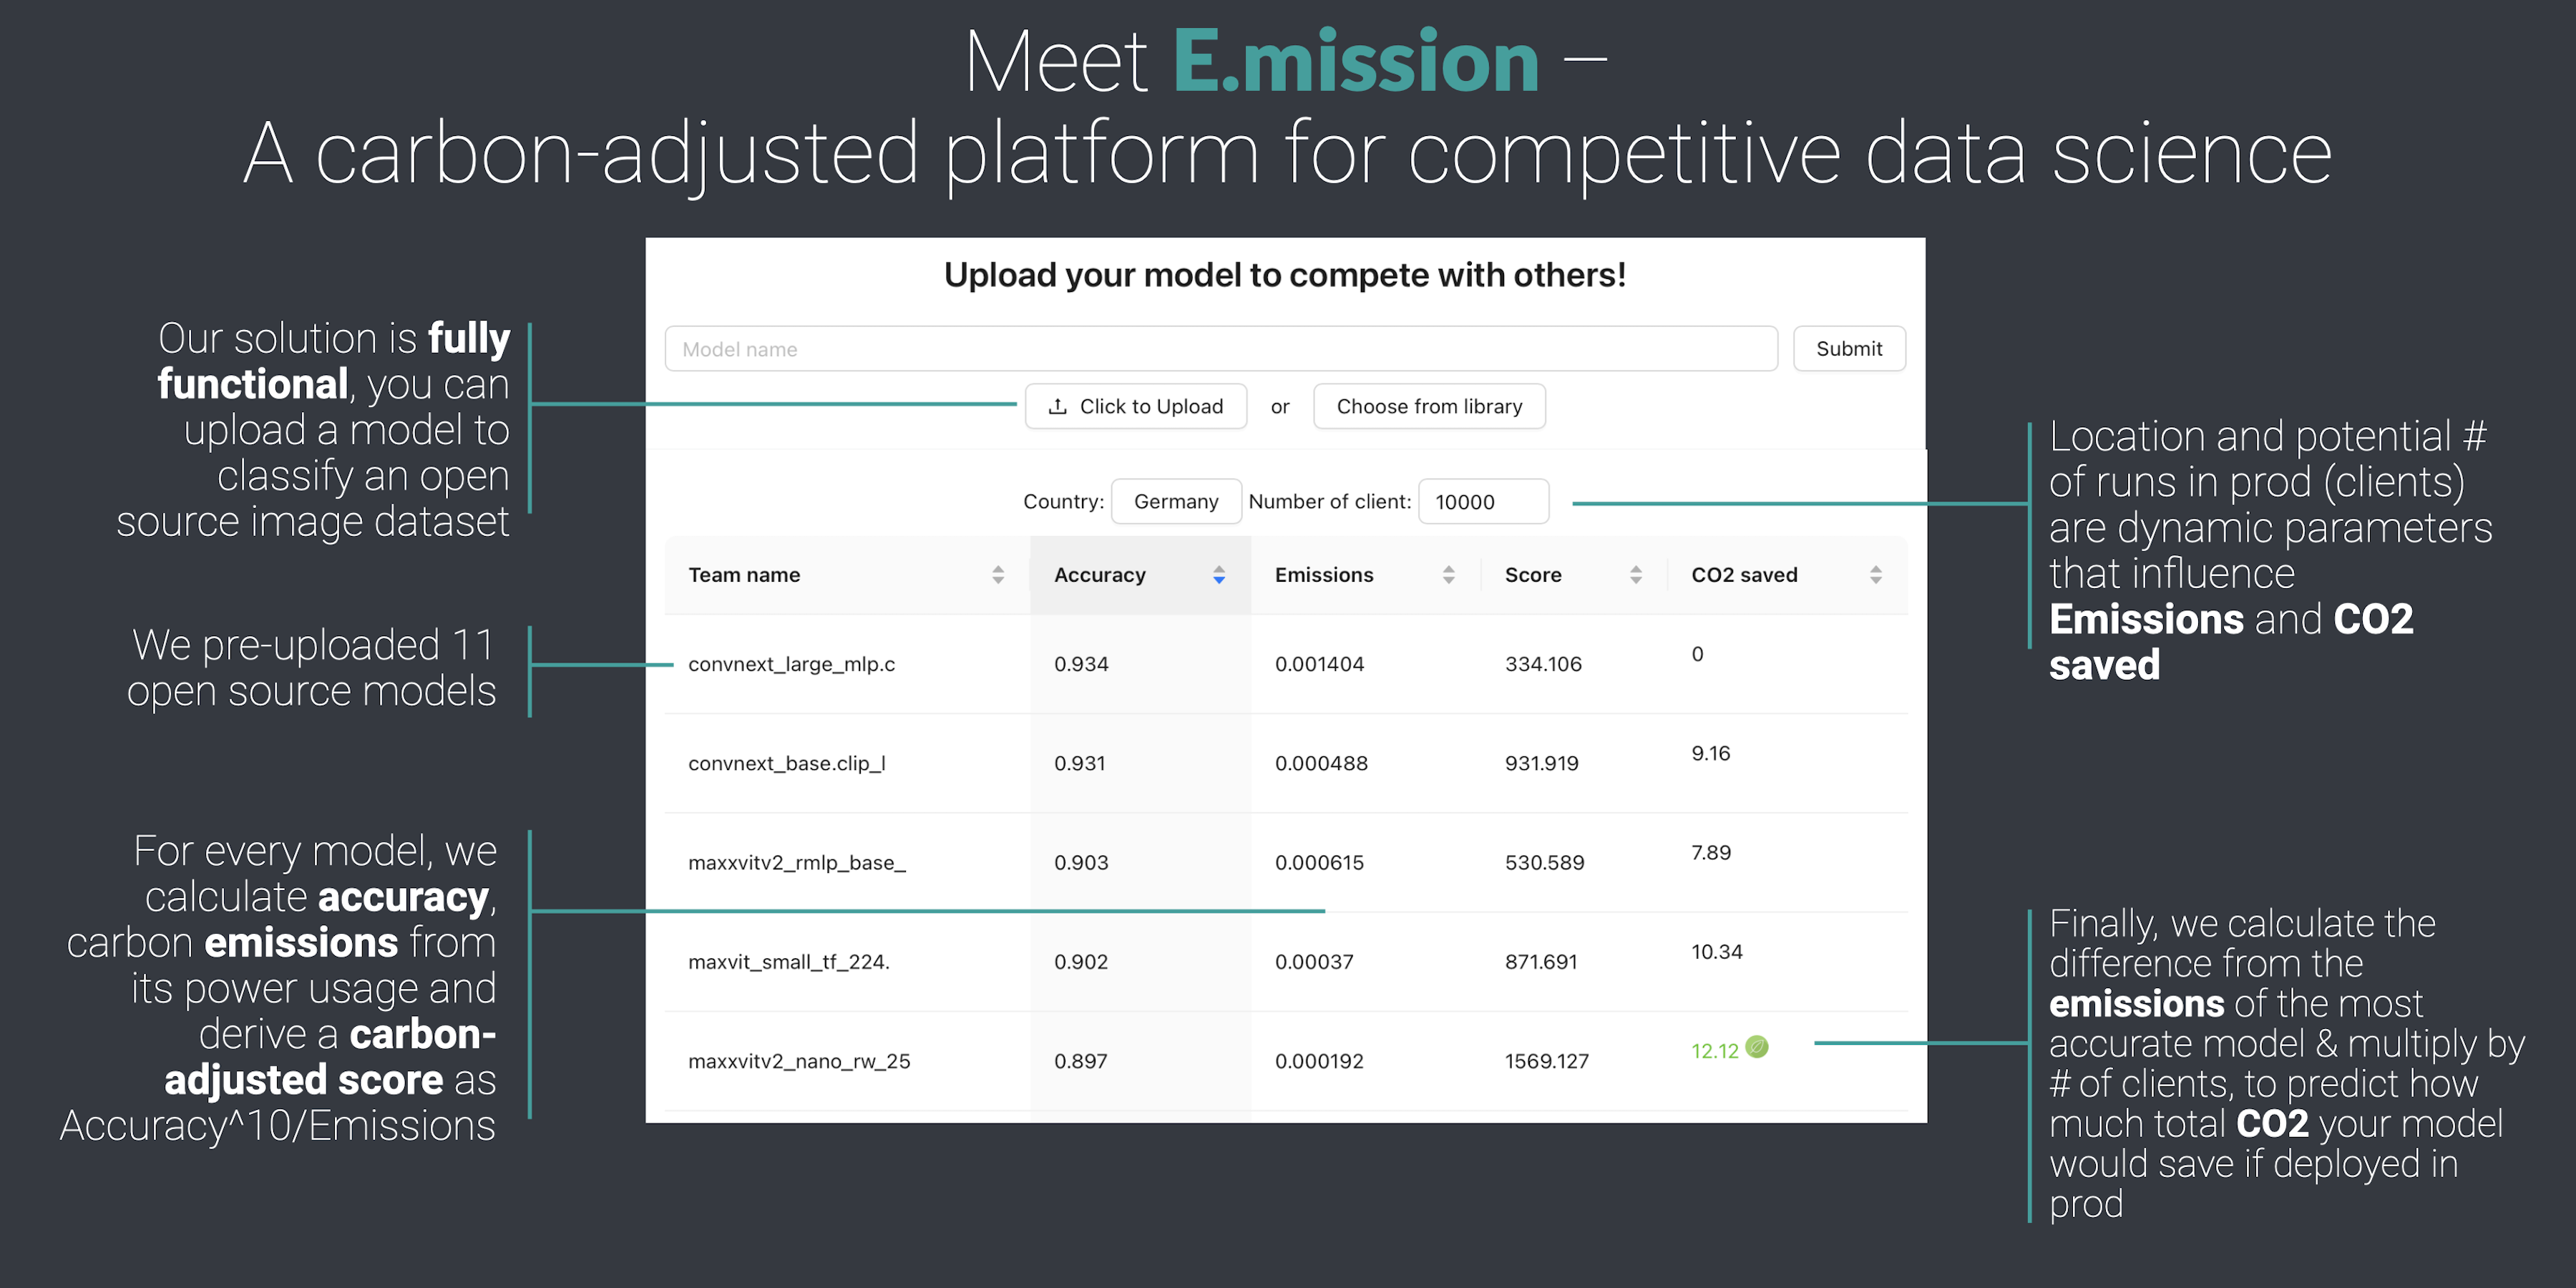 Meet E.mission –
A carbon-adjusted platform for competitive data science
Our solution is fully
functional, you can
upload a model to
classify an open
source image dataset
We pre-uploaded 11
open source models
For every model, we
calculate accuracy,
carbon emissions from
its power usage and
derive a carbon-
adjusted score as
Accuracy^10/Emissions
Upload your model to compete with others!
Model name Submit
Click to Upload or Choose from library
Country: Germany Number of client: 10000
Team name Accuracy Emissions Score CO2 saved
convnext_large_mlp.c 0.934 0.001404 334.106 0
convnext_base.clip_l 0.931 0.000488 931.919 9.16
maxxvitv2_rmlp_base_ 0.903 0.000615 530.589 7.89
maxvit_small_tf_224. 0.902 0.00037 871.691 10.34
maxxvitv2_nano_rw_25 0.897 0.000192 1569.127 12.12
Location and potential #
of runs in prod (clients)
are dynamic parameters
that influence
Emissions and CO2
saved
Finally, we calculate the
difference from the
emissions of the most
accurate model & multiply by
# of clients, to predict how
much total CO2 your model
would save if deployed in
prod